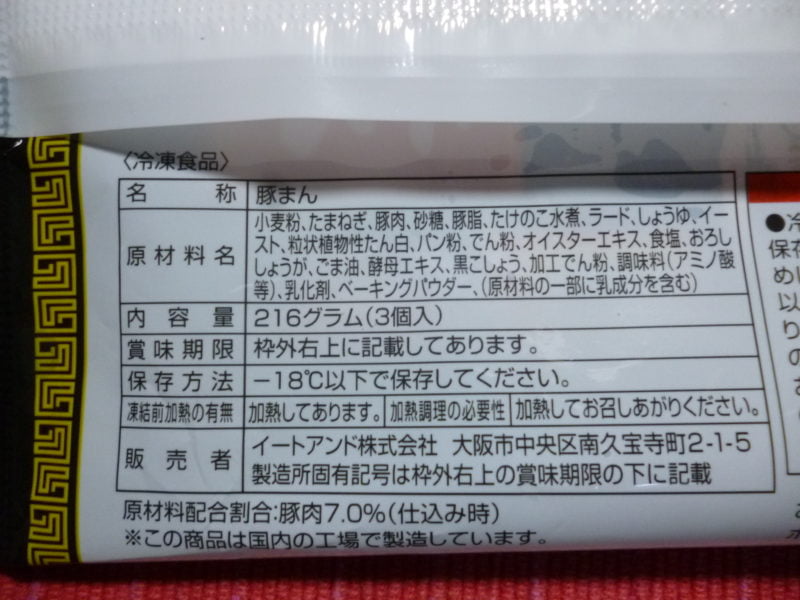 〈冷凍食品〉
名称 豚まん
原材料名 小麦粉、たまねぎ、豚肉、砂糖、豚脂、たけのこ水煮、ラード、しょうゆ、イー
スト、粒状植物性たん白、パン粉、でん粉、オイスターエキス、食塩、おろし
しょうが、ごま油、酵母エキス、黒こしょう、加工でん粉、調味料(アミノ酸
等)、乳化剤、ベーキングパウダー、(原材料の一部に乳成分を含む)
内容量 216グラム(3個入)
賞味期限 枠外右上に記載してあります。
保存方法 −18℃以下で保存してください。
凍結前加熱の有無 加熱してあります。 加熱調理の必要性 加熱してお召しあがりください。
販売者 イートアンド株式会社 大阪市中央区南久宝寺町2-1-5
製造所固有記号は枠外右上の賞味期限の下に記載
原材料配合割合:豚肉7.0%(仕込み時)
※この商品は国内の工場で製造しています。
●冷
保存
めに
以
り
の